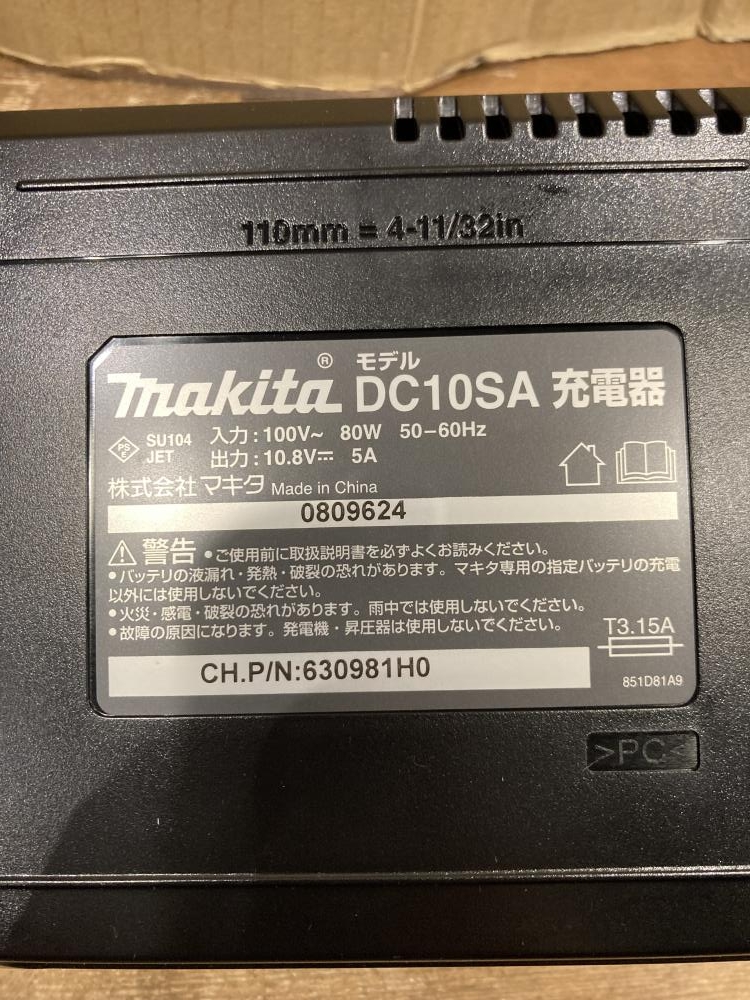 110mm = 4-11/32in
makita® モデル DC10SA 充電器
PS E SU104 JET
入力:100V~ 80W 50-60Hz
出力:10.8V⎓ 5A
株式会社マキタ Made in China
0809624
警告 ●ご使用前に取扱説明書を必ずよくお読みください。
●バッテリの液漏れ・発熱・破裂の恐れがあります。マキタ専用の指定バッテリの充電
以外には使用しないでください。
●火災・感電・破裂の恐れがあります。雨中では使用しないでください。
●故障の原因になります。発電機・昇圧器は使用しないでください。
T3.15A
CH.P/N:630981H0
851D81A9
>PC<